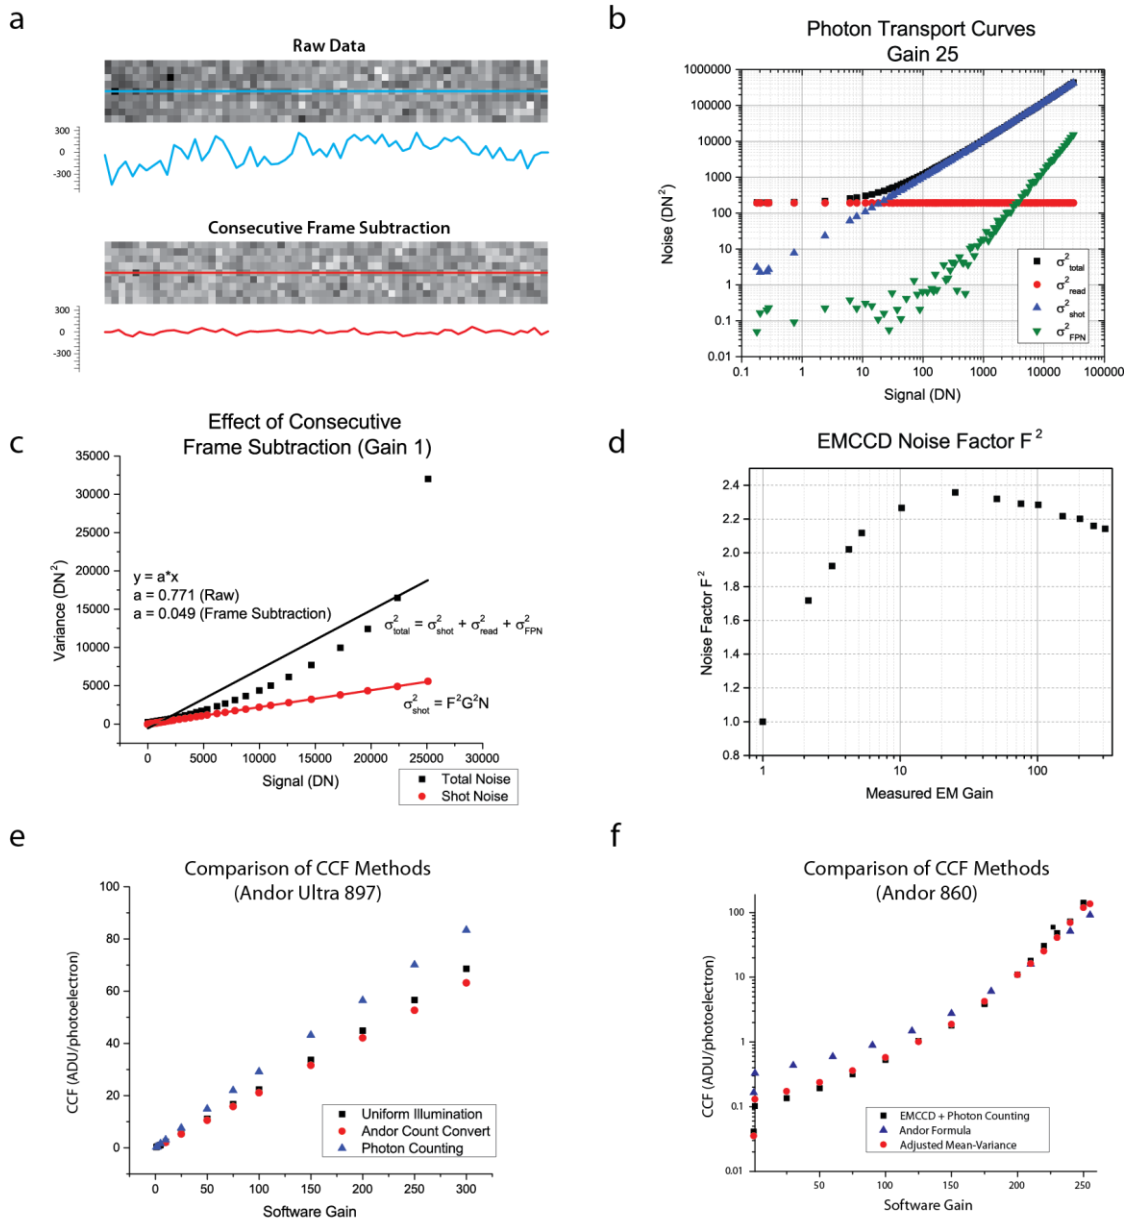 a
Raw Data
300
0
-300
Consecutive Frame Subtraction
300
0
-300
b
Photon Transport Curves
Gain 25
1000000
100000
10000
1000
100
10
1
0.1
0.01
0.1 1 10 100 1000 10000 100000
Noise (DN²)
Signal (DN)
σ²total
σ²read
σ²shot
σ²FPN
c
Effect of Consecutive
Frame Subtraction (Gain 1)
35000
30000
25000
20000
15000
10000
5000
0
0 5000 10000 15000 20000 25000 30000
Variance (DN²)
Signal (DN)
y = a*x
a = 0.771 (Raw)
a = 0.049 (Frame Subtraction)
σ²total = σ²shot + σ²read + σ²FPN
σ²shot = F²G²N
Total Noise
Shot Noise
d
EMCCD Noise Factor F²
2.4
2.2
2.0
1.8
1.6
1.4
1.2
1.0
0.8
1 10 100
Noise Factor F²
Measured EM Gain
e
Comparison of CCF Methods
(Andor Ultra 897)
100
80
60
40
20
0
0 50 100 150 200 250 300
CCF (ADU/photoelectron)
Software Gain
Uniform Illumination
Andor Count Convert
Photon Counting
f
Comparison of CCF Methods
(Andor 860)
100
10
1
0.1
0.01
50 100 150 200 250
CCF (ADU/photoelectron)
Software Gain
EMCCD + Photon Counting
Andor Formula
Adjusted Mean-Variance